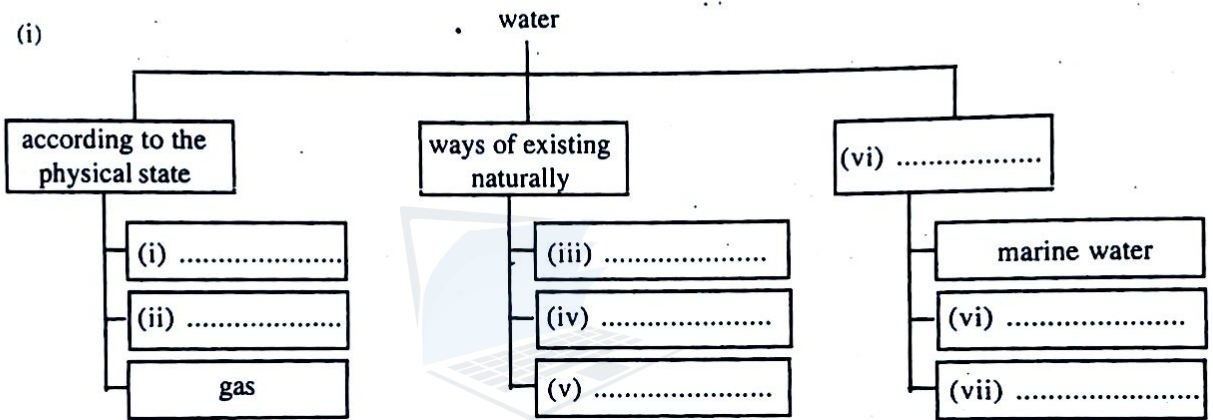 (i)
water
according to the
physical state
(i) ....................
(ii) ...................
gas
ways of existing
naturally
(iii) ....................
(iv) .....................
(v) .......................
(vi) ..................
marine water
(vi) ......................
(vii) .......................